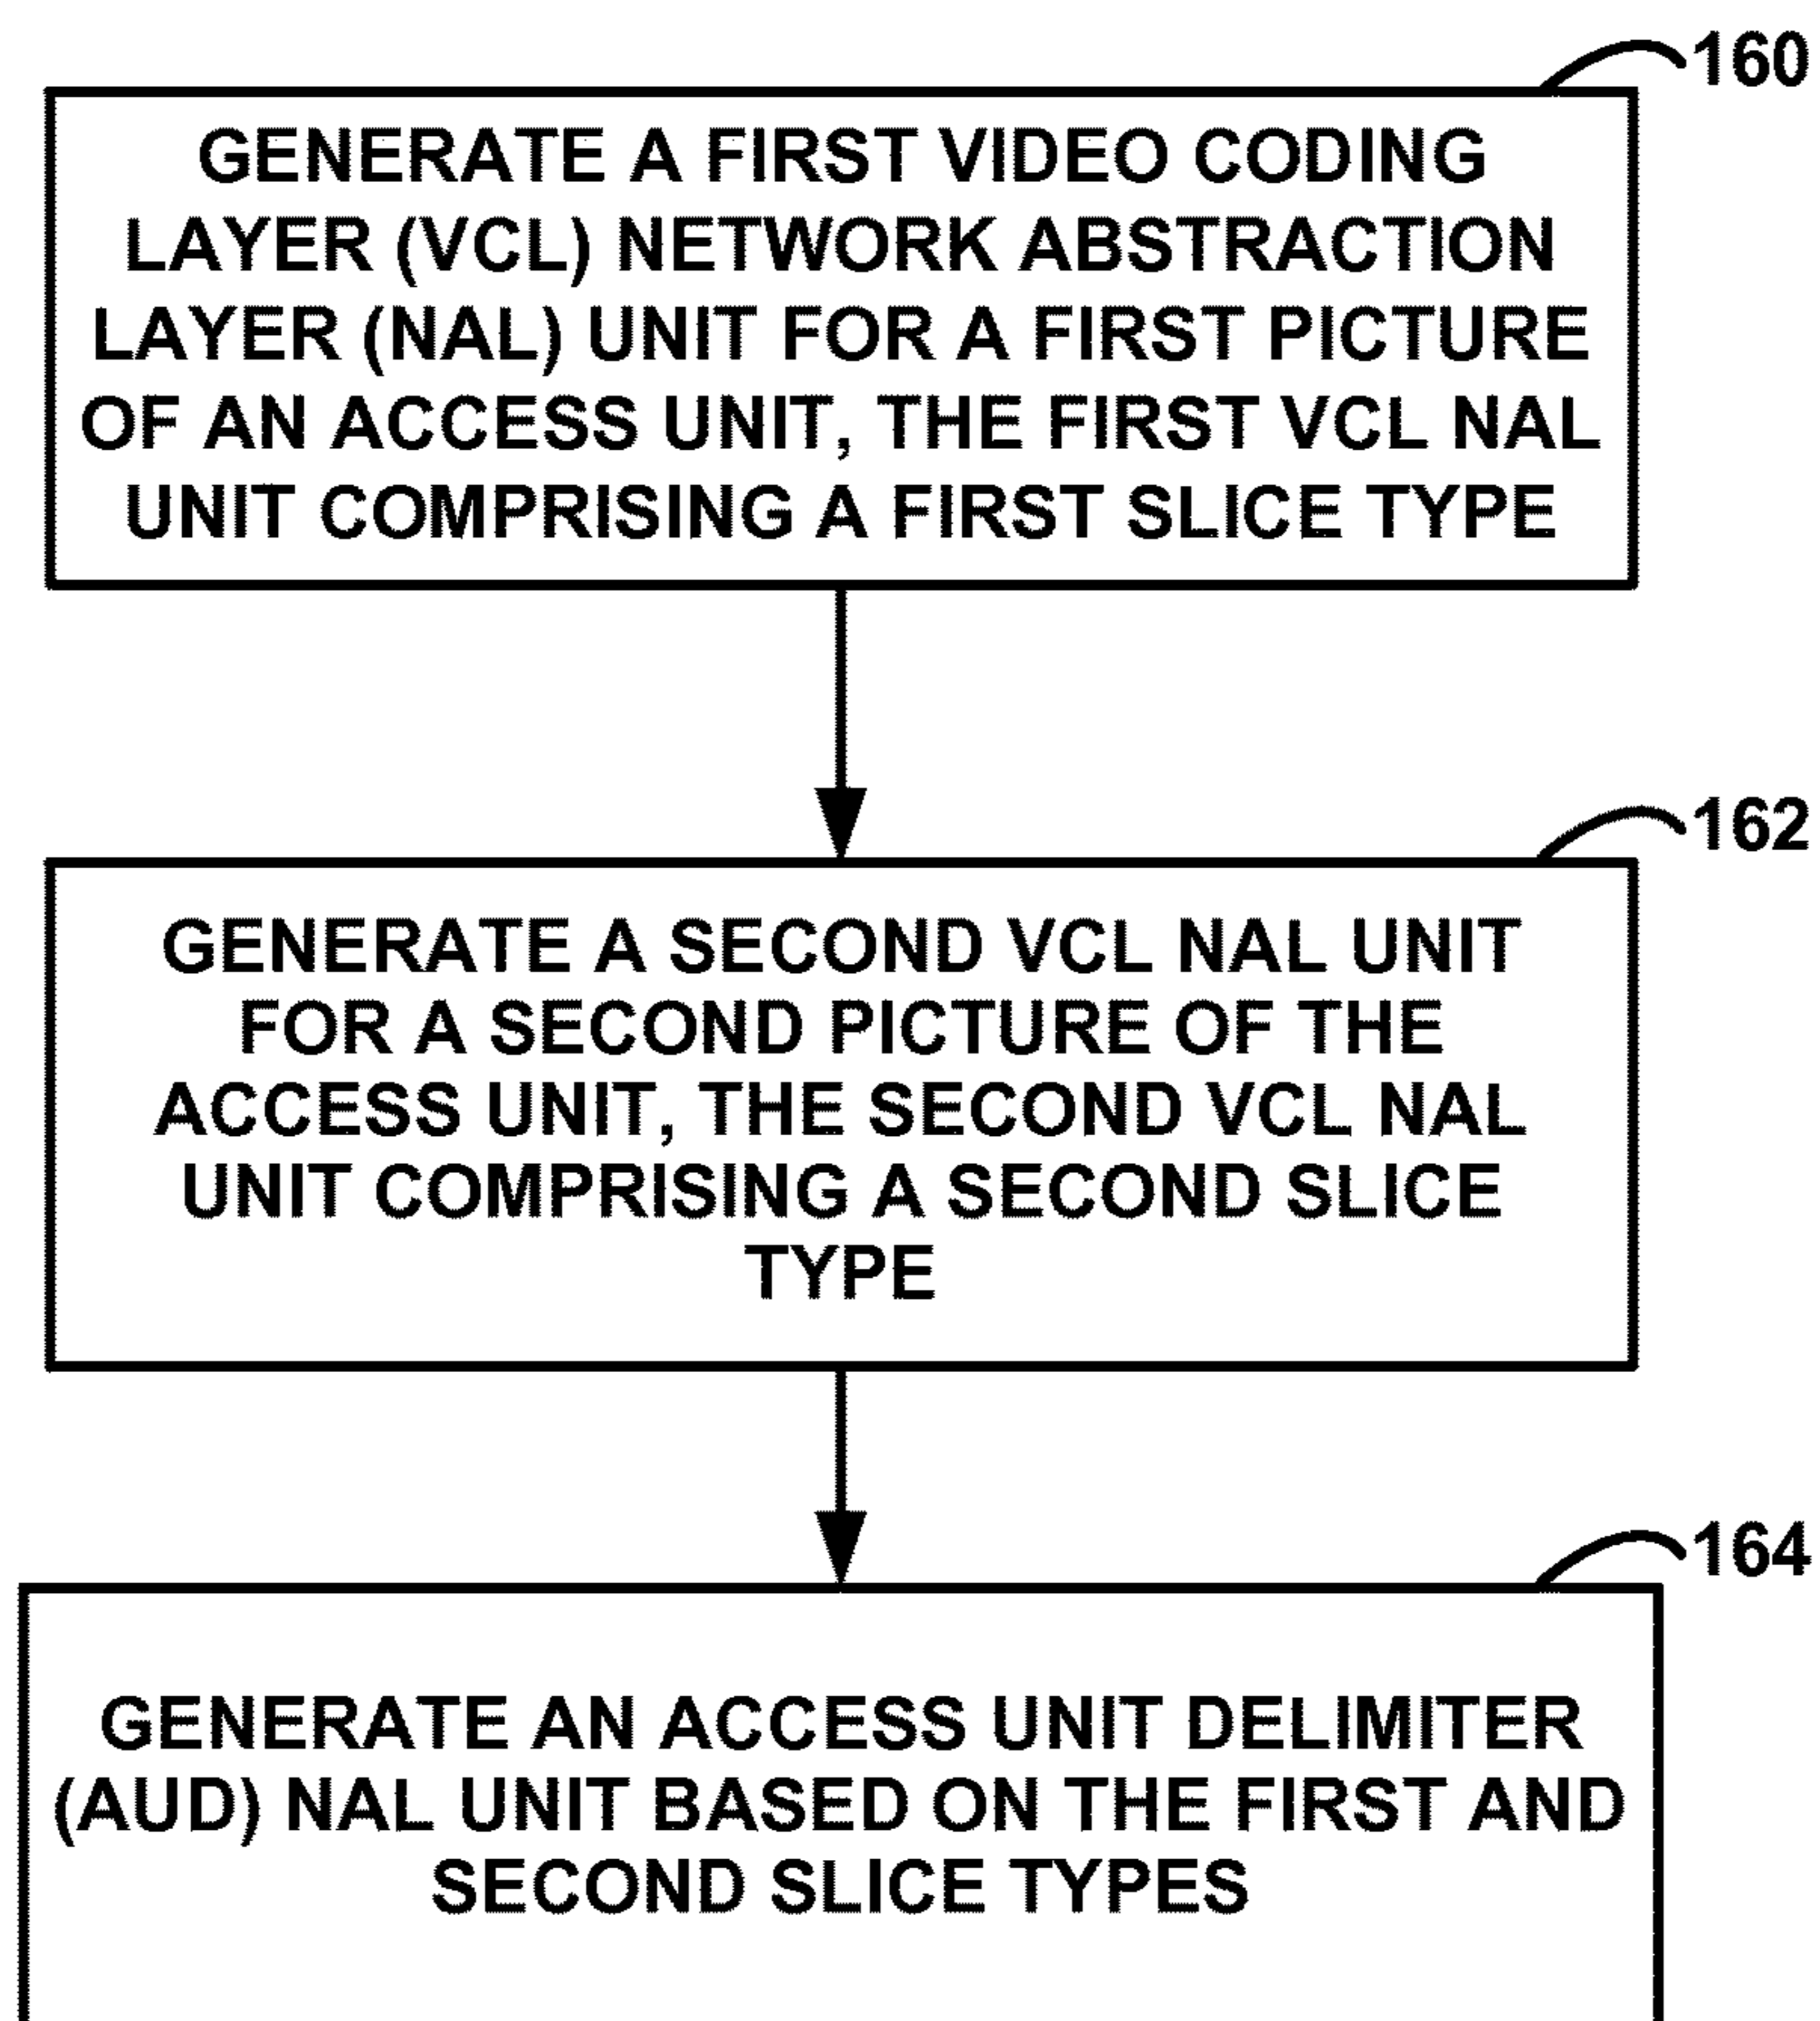 160
GENERATE A FIRST VIDEO CODING
LAYER (VCL) NETWORK ABSTRACTION
LAYER (NAL) UNIT FOR A FIRST PICTURE
OF AN ACCESS UNIT, THE FIRST VCL NAL
UNIT COMPRISING A FIRST SLICE TYPE
162
GENERATE A SECOND VCL NAL UNIT
FOR A SECOND PICTURE OF THE
ACCESS UNIT, THE SECOND VCL NAL
UNIT COMPRISING A SECOND SLICE
TYPE
164
GENERATE AN ACCESS UNIT DELIMITER
(AUD) NAL UNIT BASED ON THE FIRST AND
SECOND SLICE TYPES